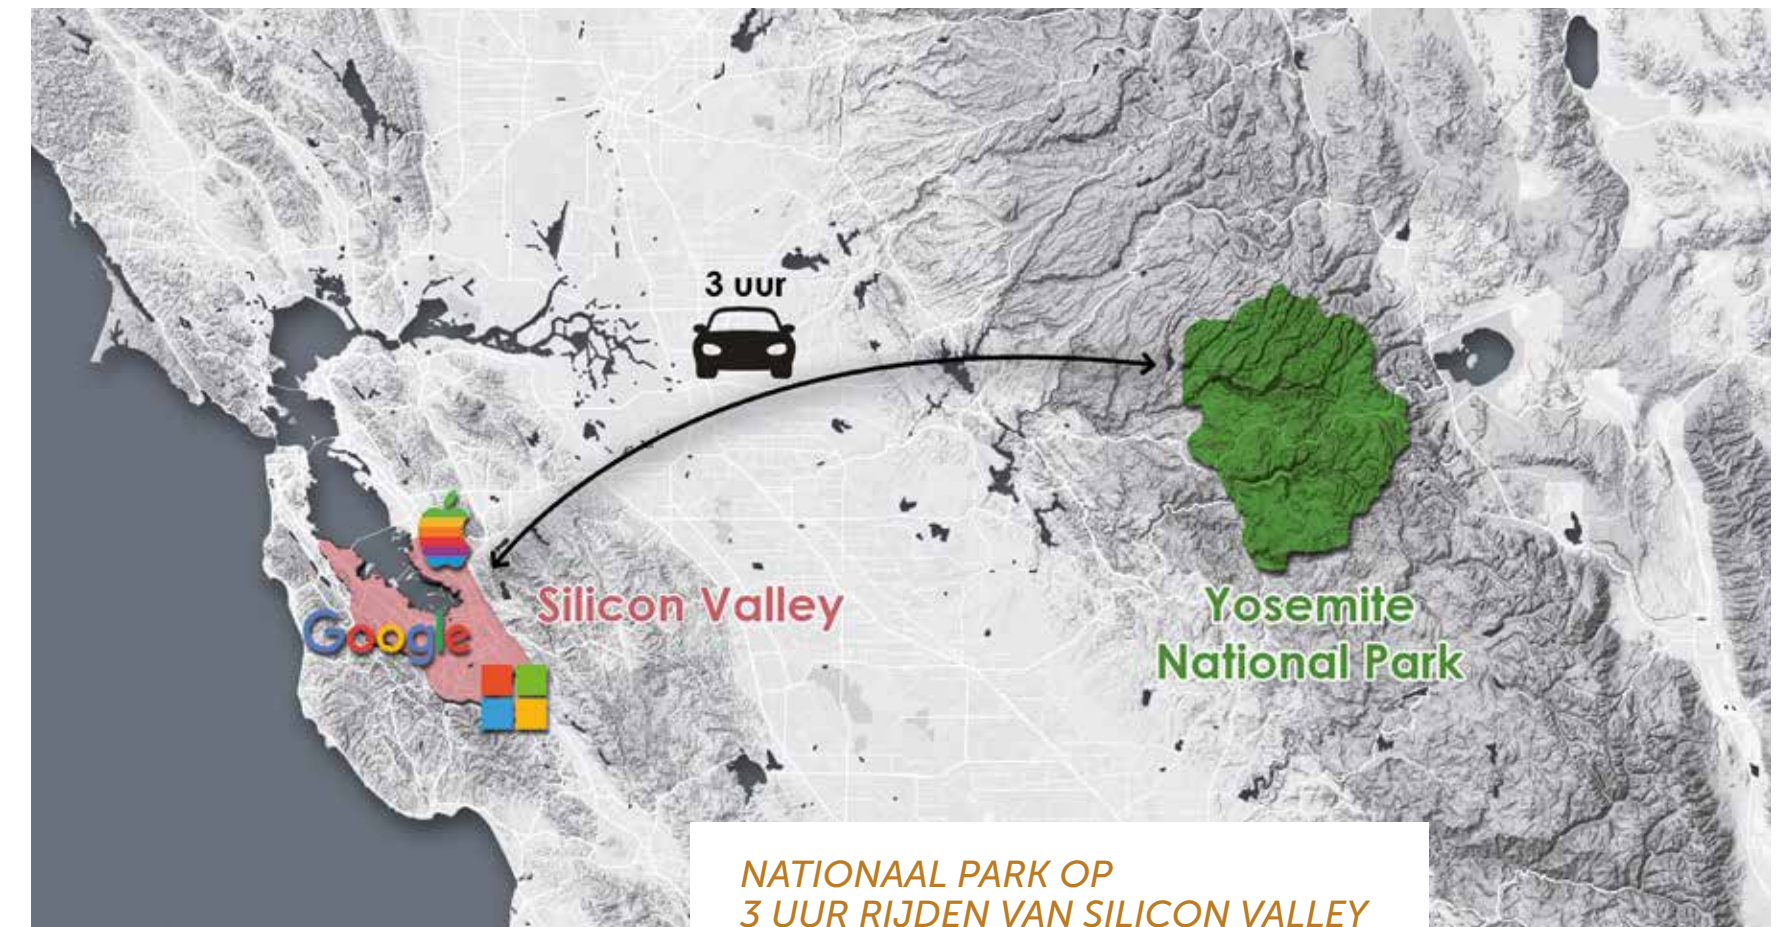 3 uur
Silicon Valley
Google
Yosemite
National Park
NATIONAAL PARK OP
3 UUR RIJDEN VAN SILICON VALLEY